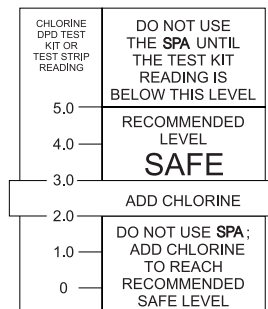 CHLORINE
DPD TEST
KIT OR
TEST STRIP
READING
DO NOT USE
THE SPA UNTIL
THE TEST KIT
READING IS
BELOW THIS LEVEL
5.0
RECOMMENDED
LEVEL
SAFE
4.0
3.0
ADD CHLORINE
2.0
DO NOT USE SPA;
ADD CHLORINE
TO REACH
RECOMMENDED
SAFE LEVEL
1.0
0